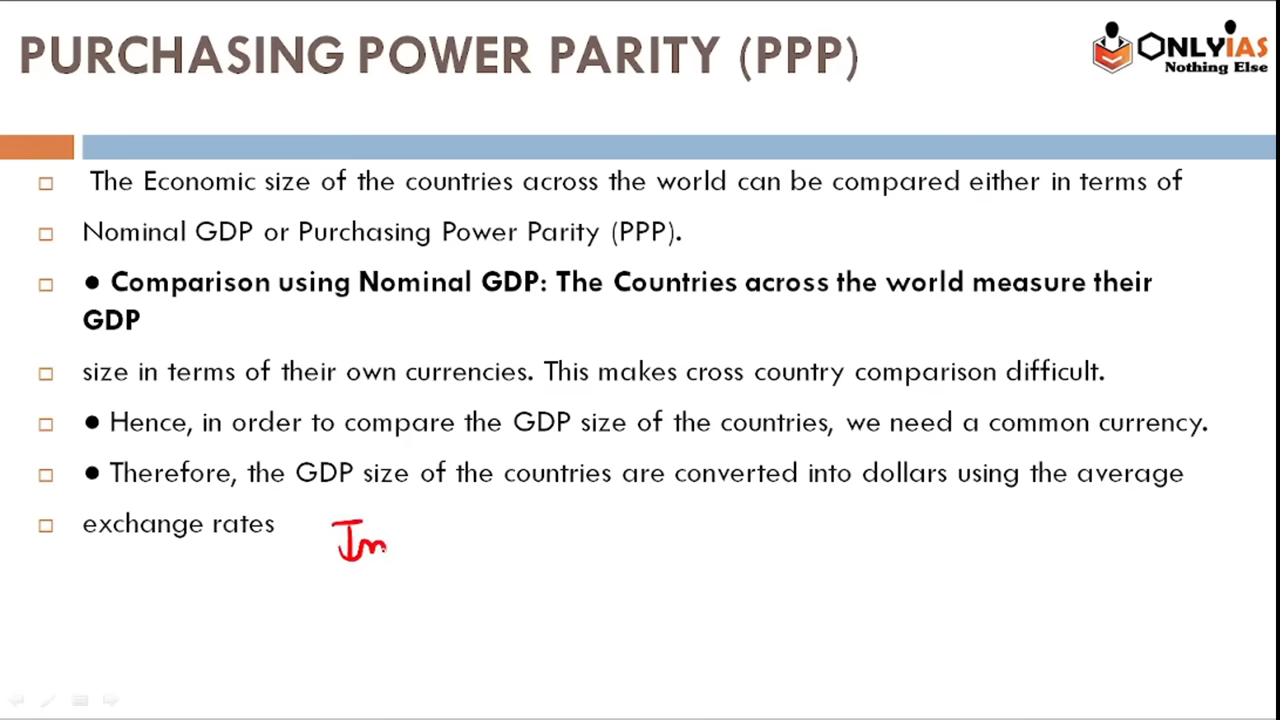 PURCHASING POWER PARITY (PPP)
ONLYIAS
Nothing Else
The Economic size of the countries across the world can be compared either in terms of
Nominal GDP or Purchasing Power Parity (PPP).
● Comparison using Nominal GDP: The Countries across the world measure their
GDP
size in terms of their own currencies. This makes cross country comparison difficult.
● Hence, in order to compare the GDP size of the countries, we need a common currency.
● Therefore, the GDP size of the countries are converted into dollars using the average
exchange rates